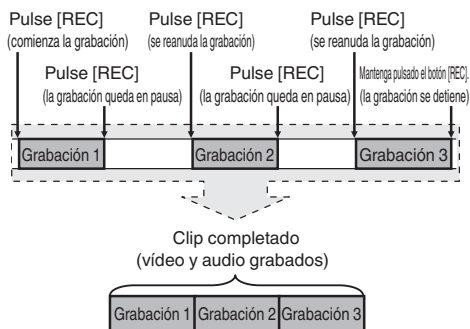 Pulse [REC]
(comienza la grabación)
Pulse [REC]
(se reanuda la grabación)
Pulse [REC]
(se reanuda la grabación)
Pulse [REC]
(la grabación queda en pausa)
Pulse [REC]
(la grabación queda en pausa)
Mantenga pulsado el botón [REC].
(la grabación se detiene)
Grabación 1
Grabación 2
Grabación 3
Clip completado
(vídeo y audio grabados)
Grabación 1
Grabación 2
Grabación 3